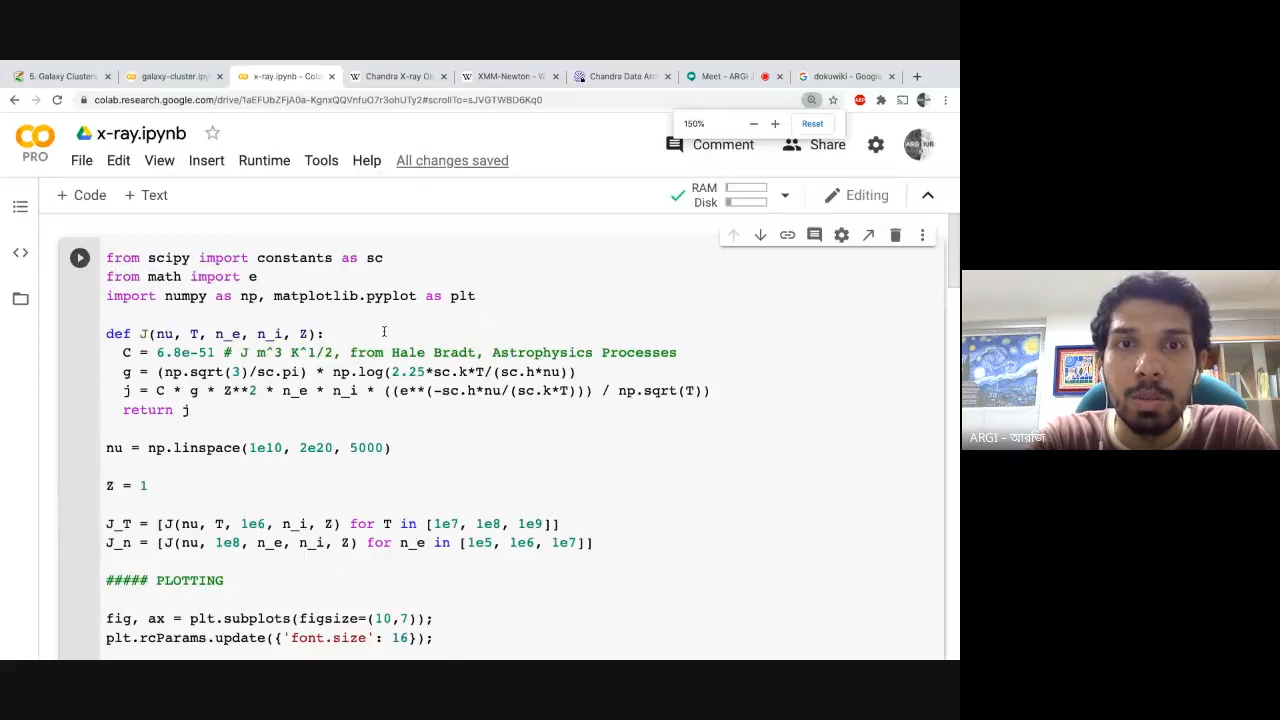 5. Galaxy Clusters
galaxy-cluster.ipy
x-ray.ipynb - Cola
Chandra X-ray Ob
XMM-Newton - W
Chandra Data Arc
Meet – ARGI
dokuwiki – Google
colab.research.google.com/drive/1aEFUbZFjA0a-KgnxQQVnfuO7r3ohUTy2#scrollTo=sJVGTWBD6Kq0
150%
Reset
CO
PRO
x-ray.ipynb
File Edit View Insert Runtime Tools Help All changes saved
Comment
Share
+ Code + Text
RAM
Disk
Editing
from scipy import constants as sc
from math import e
import numpy as np, matplotlib.pyplot as plt
def J(nu, T, n_e, n_i, Z):
C = 6.8e-51 # J m^3 K^1/2, from Hale Bradt, Astrophysics Processes
g = (np.sqrt(3)/sc.pi) * np.log(2.25*sc.k*T/(sc.h*nu))
j = C * g * Z**2 * n_e * n_i * ((e**(-sc.h*nu/(sc.k*T))) / np.sqrt(T))
return j
nu = np.linspace(1e10, 2e20, 5000)
Z = 1
J_T = [J(nu, T, 1e6, n_i, Z) for T in [1e7, 1e8, 1e9]]
J_n = [J(nu, 1e8, n_e, n_i, Z) for n_e in [1e5, 1e6, 1e7]]
##### PLOTTING
fig, ax = plt.subplots(figsize=(10,7));
plt.rcParams.update({'font.size': 16});
ARGI – আরজি